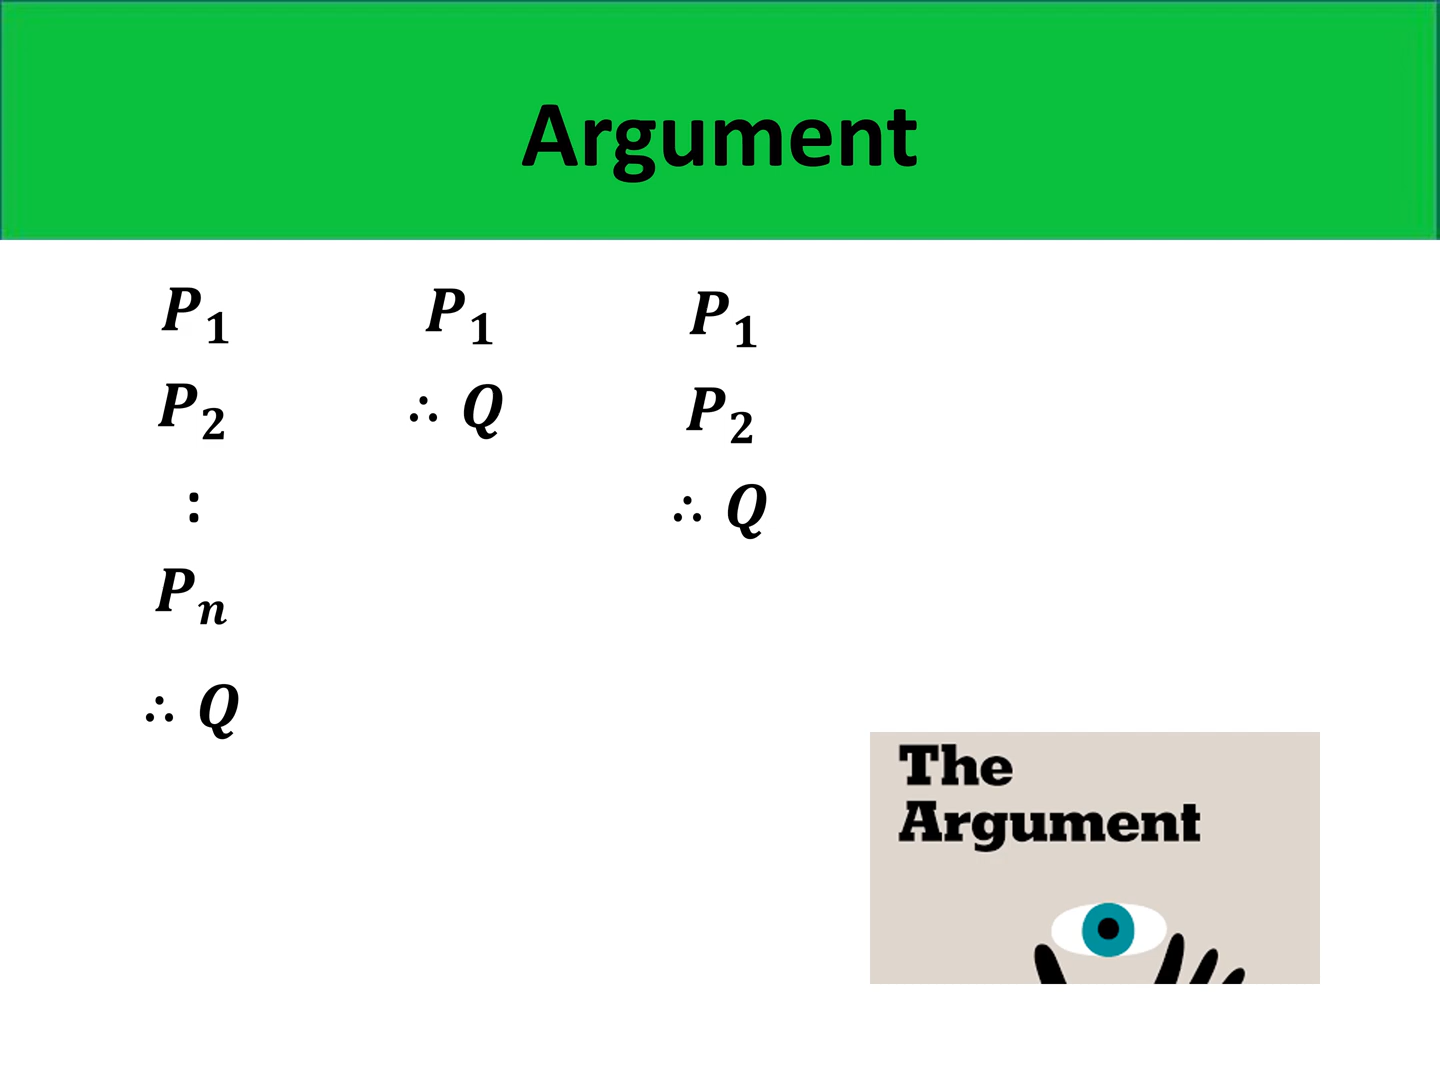 Argument
P₁
P₂
:
Pₙ
∴ Q
P₁
∴ Q
P₁
P₂
∴ Q
The
Argument